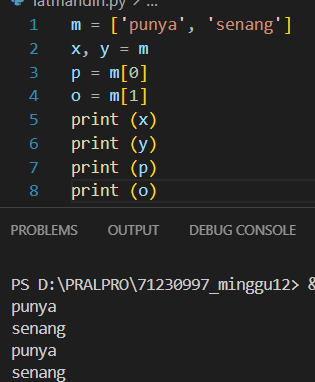 latmandiri.py > ...
1 m = ['punya', 'senang']
2 x, y = m
3 p = m[0]
4 o = m[1]
5 print (x)
6 print (y)
7 print (p)
8 print (o)
PROBLEMS OUTPUT DEBUG CONSOLE
PS D:\PRALPRO\71230997_minggu12> &
punya
senang
punya
senang